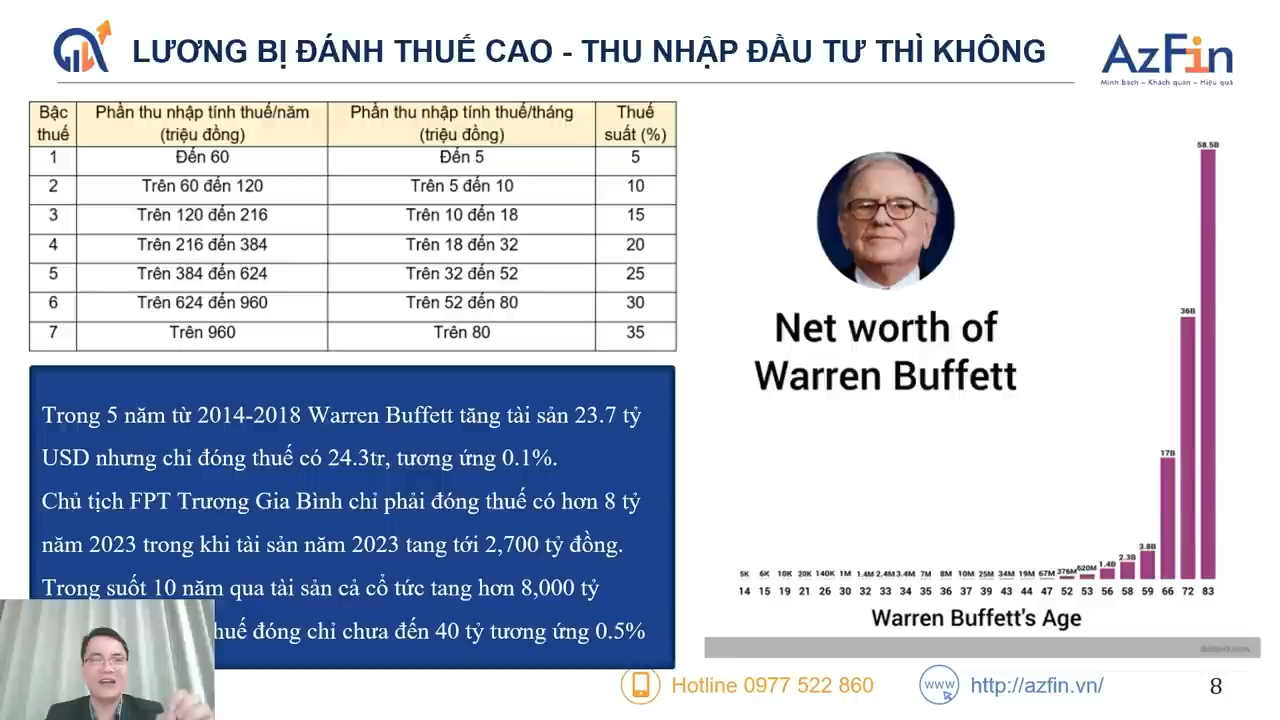 LƯƠNG BỊ ĐÁNH THUẾ CAO - THU NHẬP ĐẦU TƯ THÌ KHÔNG
AzFin
Minh bạch – Khách quan – Hiệu quả
Bậc thuế Phần thu nhập tính thuế/năm (triệu đồng) Phần thu nhập tính thuế/tháng (triệu đồng) Thuế suất (%)
1 Đến 60 Đến 5 5
2 Trên 60 đến 120 Trên 5 đến 10 10
3 Trên 120 đến 216 Trên 10 đến 18 15
4 Trên 216 đến 384 Trên 18 đến 32 20
5 Trên 384 đến 624 Trên 32 đến 52 25
6 Trên 624 đến 960 Trên 52 đến 80 30
7 Trên 960 Trên 80 35
Trong 5 năm từ 2014-2018 Warren Buffett tăng tài sản 23.7 tỷ
USD nhưng chỉ đóng thuế có 24.3tr, tương ứng 0.1%.
Chủ tịch FPT Trương Gia Bình chỉ phải đóng thuế có hơn 8 tỷ
năm 2023 trong khi tài sản năm 2023 tang tới 2,700 tỷ đồng.
Trong suốt 10 năm qua tài sản cả cổ tức tang hơn 8,000 tỷ
huế đóng chỉ chưa đến 40 tỷ tương ứng 0.5%
Net worth of
Warren Buffett
5K 6K 10K 20K 140K 1M 1.4M 2.4M 3.4M 7M 8M 10M 25M 34M 19M 67M 376M 620M 1.4B 2.3B 3.8B 17B 36B 58.5B
14 15 19 21 26 30 32 33 34 35 36 37 39 43 44 47 52 53 56 58 59 66 72 83
Warren Buffett's Age
Hotline 0977 522 860
www
http://azfin.vn/
8